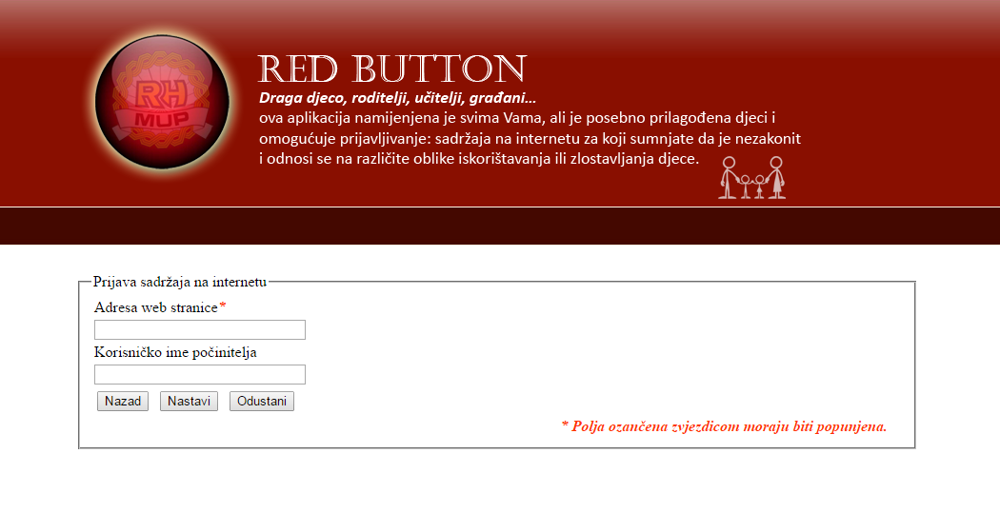 RH
MUP
RED BUTTON
Draga djeco, roditelji, učitelji, građani...
ova aplikacija namijenjena je svima Vama, ali je posebno prilagođena djeci i
omogućuje prijavljivanje: sadržaja na internetu za koji sumnjate da je nezakonit
i odnosi se na različite oblike iskorištavanja ili zlostavljanja djece.
Prijava sadržaja na internetu
Adresa web stranice*
Korisničko ime počinitelja
Nazad Nastavi Odustani
* Polja ozančena zvjezdicom moraju biti popunjena.